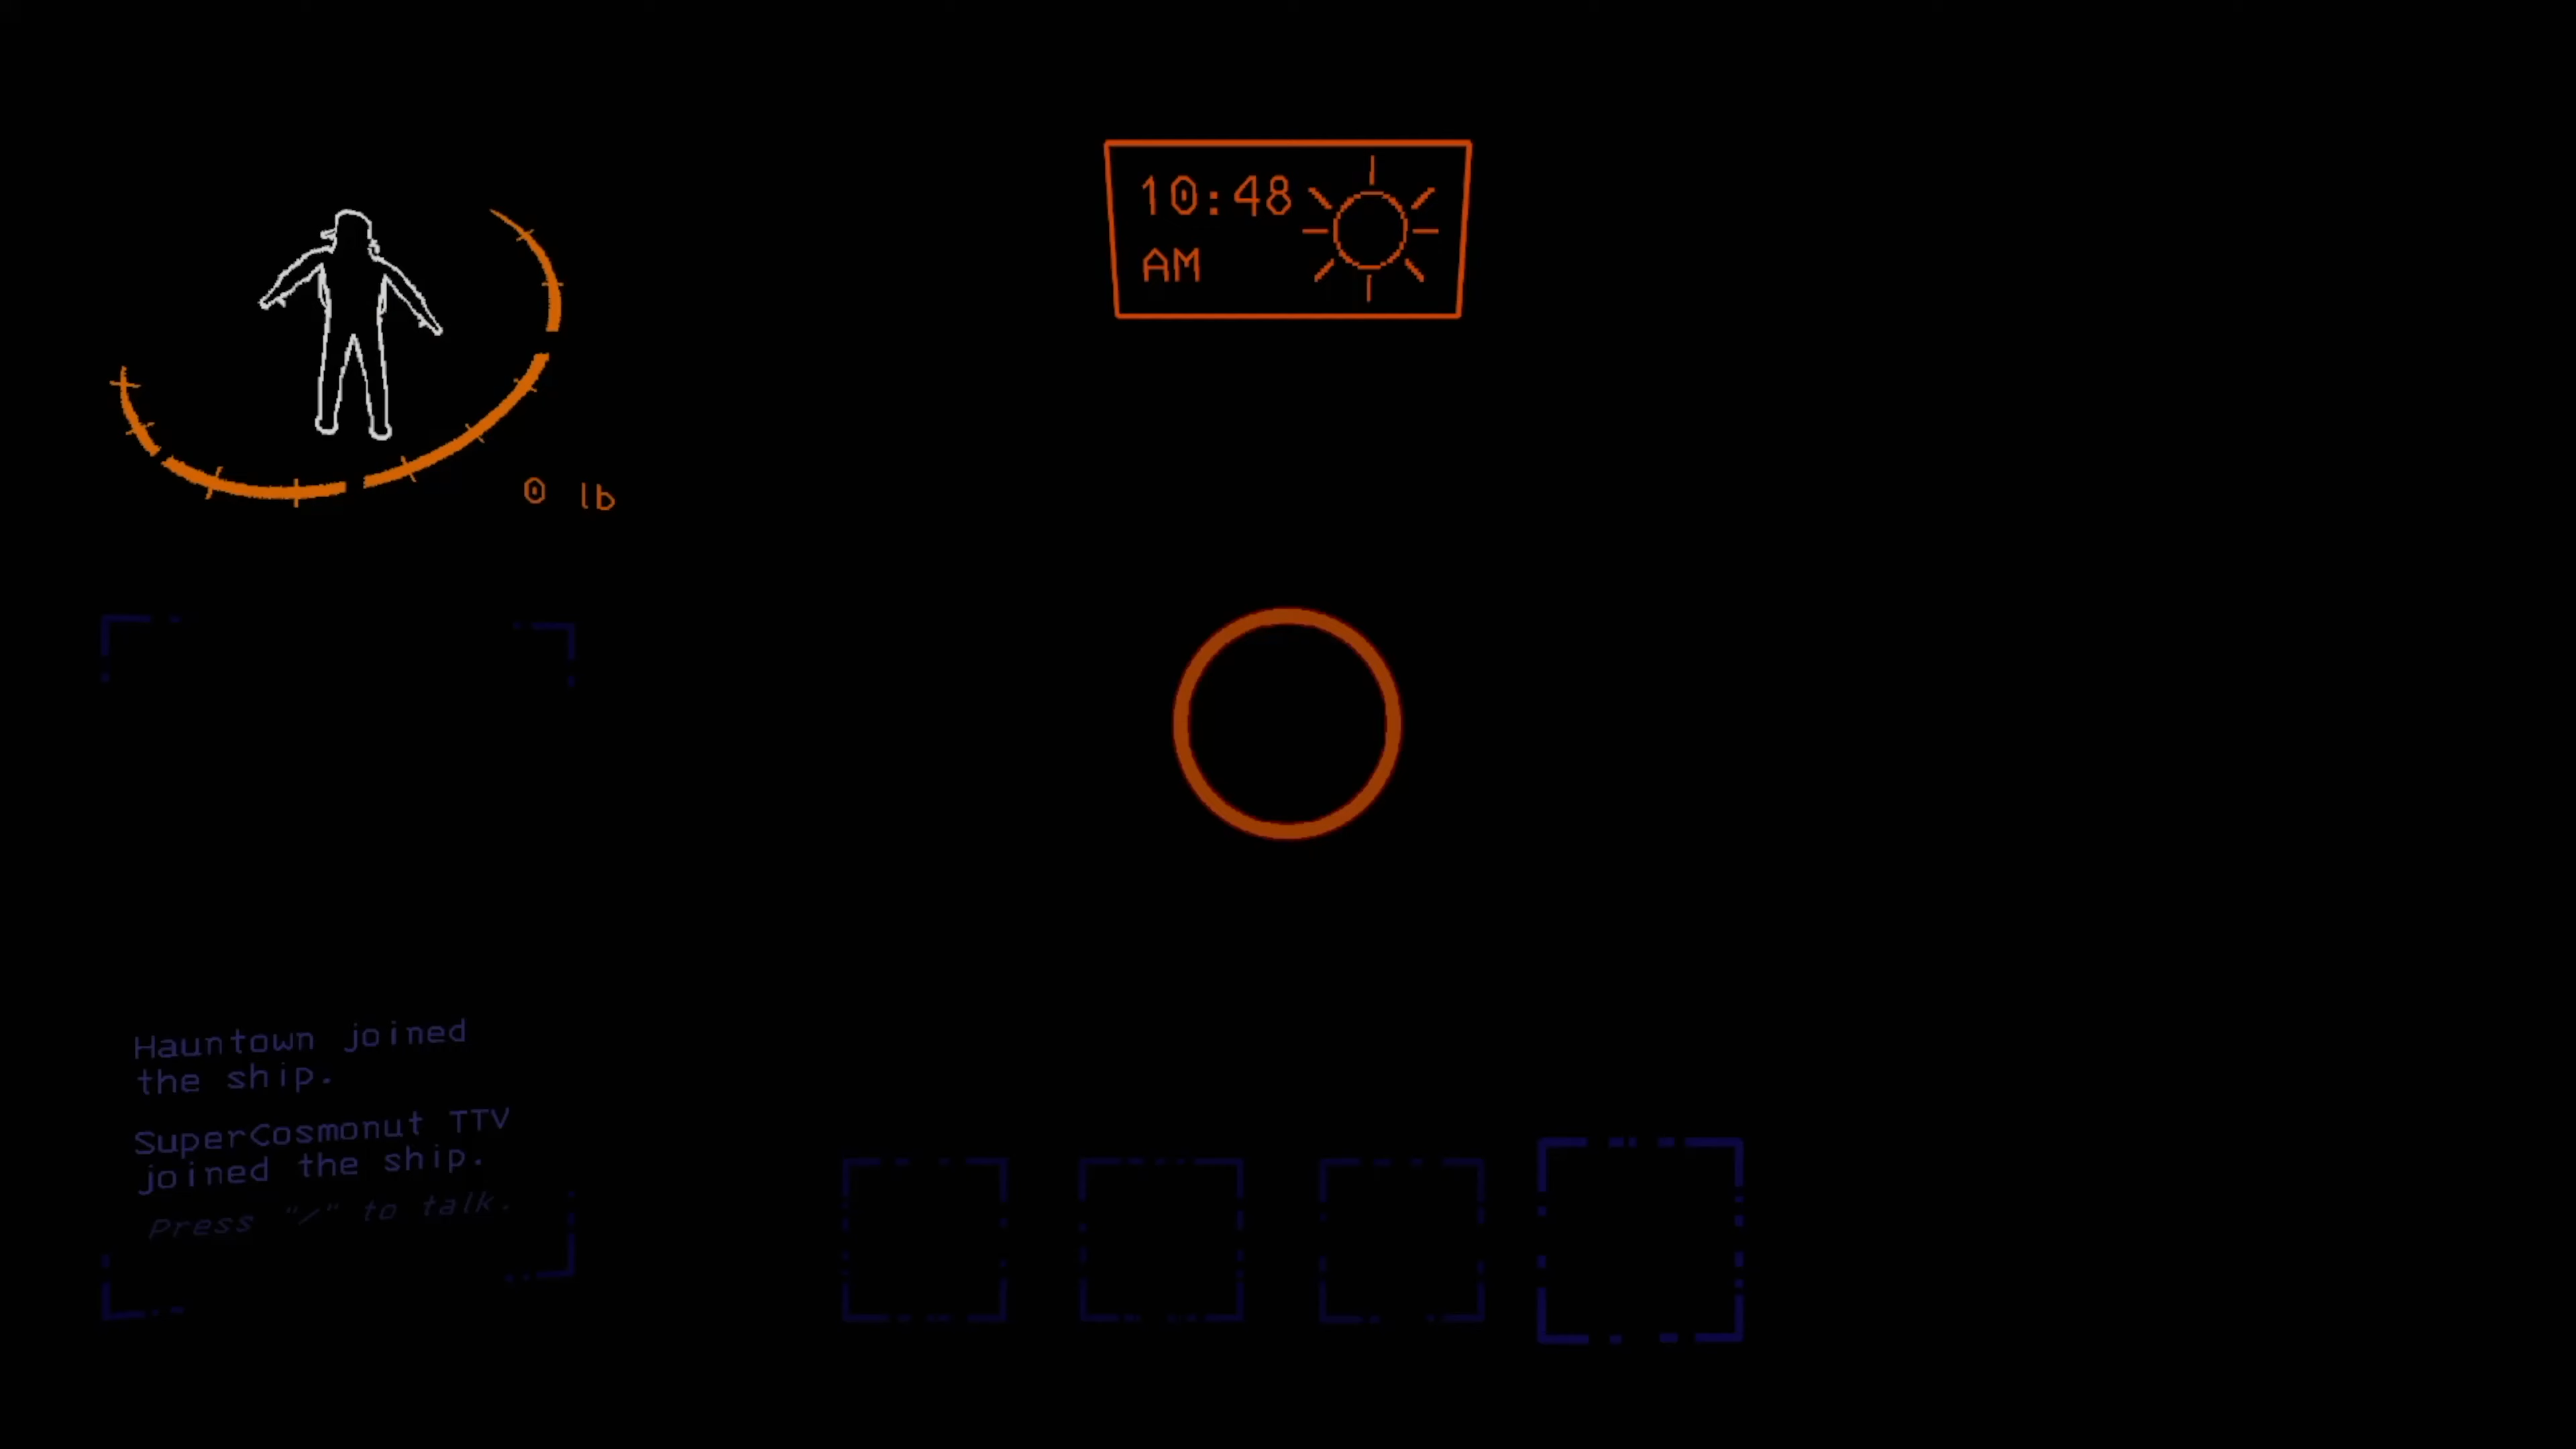 10:48
AM
0 lb
Hauntown joined
the ship.
SuperCosmonut TTV
joined the ship.
Press "/" to talk.